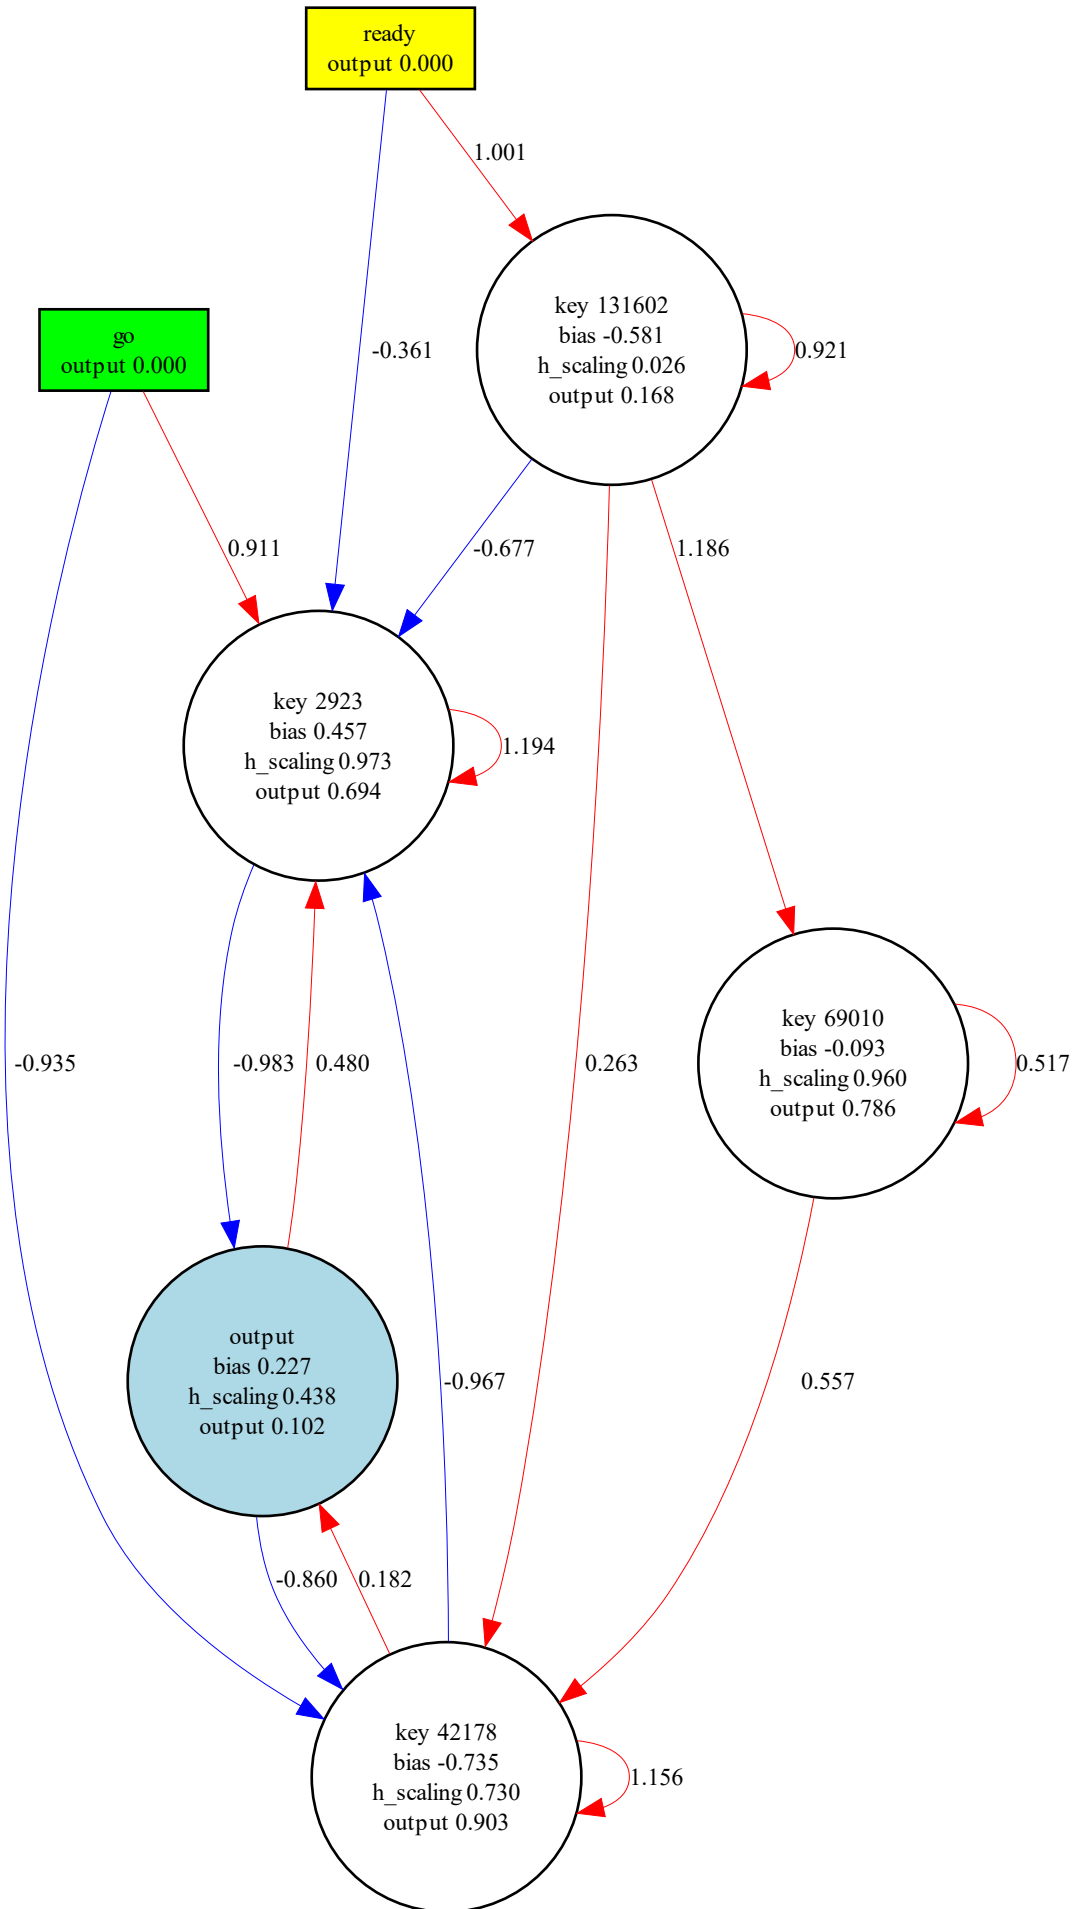 ready
output 0.000
1.001
go
output 0.000
-0.361
key 131602
bias -0.581
h_scaling 0.026
output 0.168
0.921
0.911
-0.677
1.186
key 2923
bias 0.457
h_scaling 0.973
output 0.694
1.194
-0.935
-0.983
0.480
0.263
key 69010
bias -0.093
h_scaling 0.960
output 0.786
0.517
output
bias 0.227
h_scaling 0.438
output 0.102
-0.967
0.557
-0.860
0.182
key 42178
bias -0.735
h_scaling 0.730
output 0.903
1.156